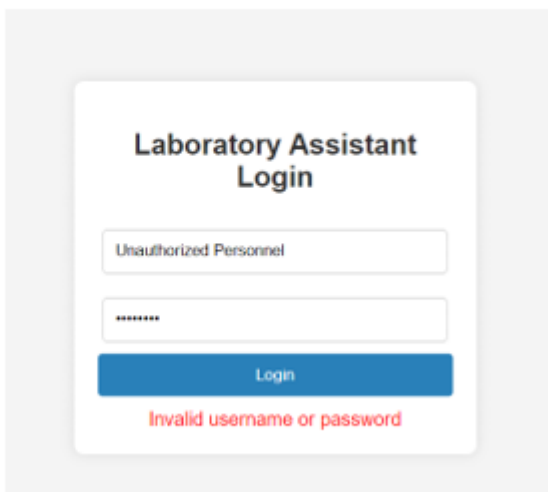 Laboratory Assistant
Login
Unauthorized Personnel
••••••••
Login
Invalid username or password